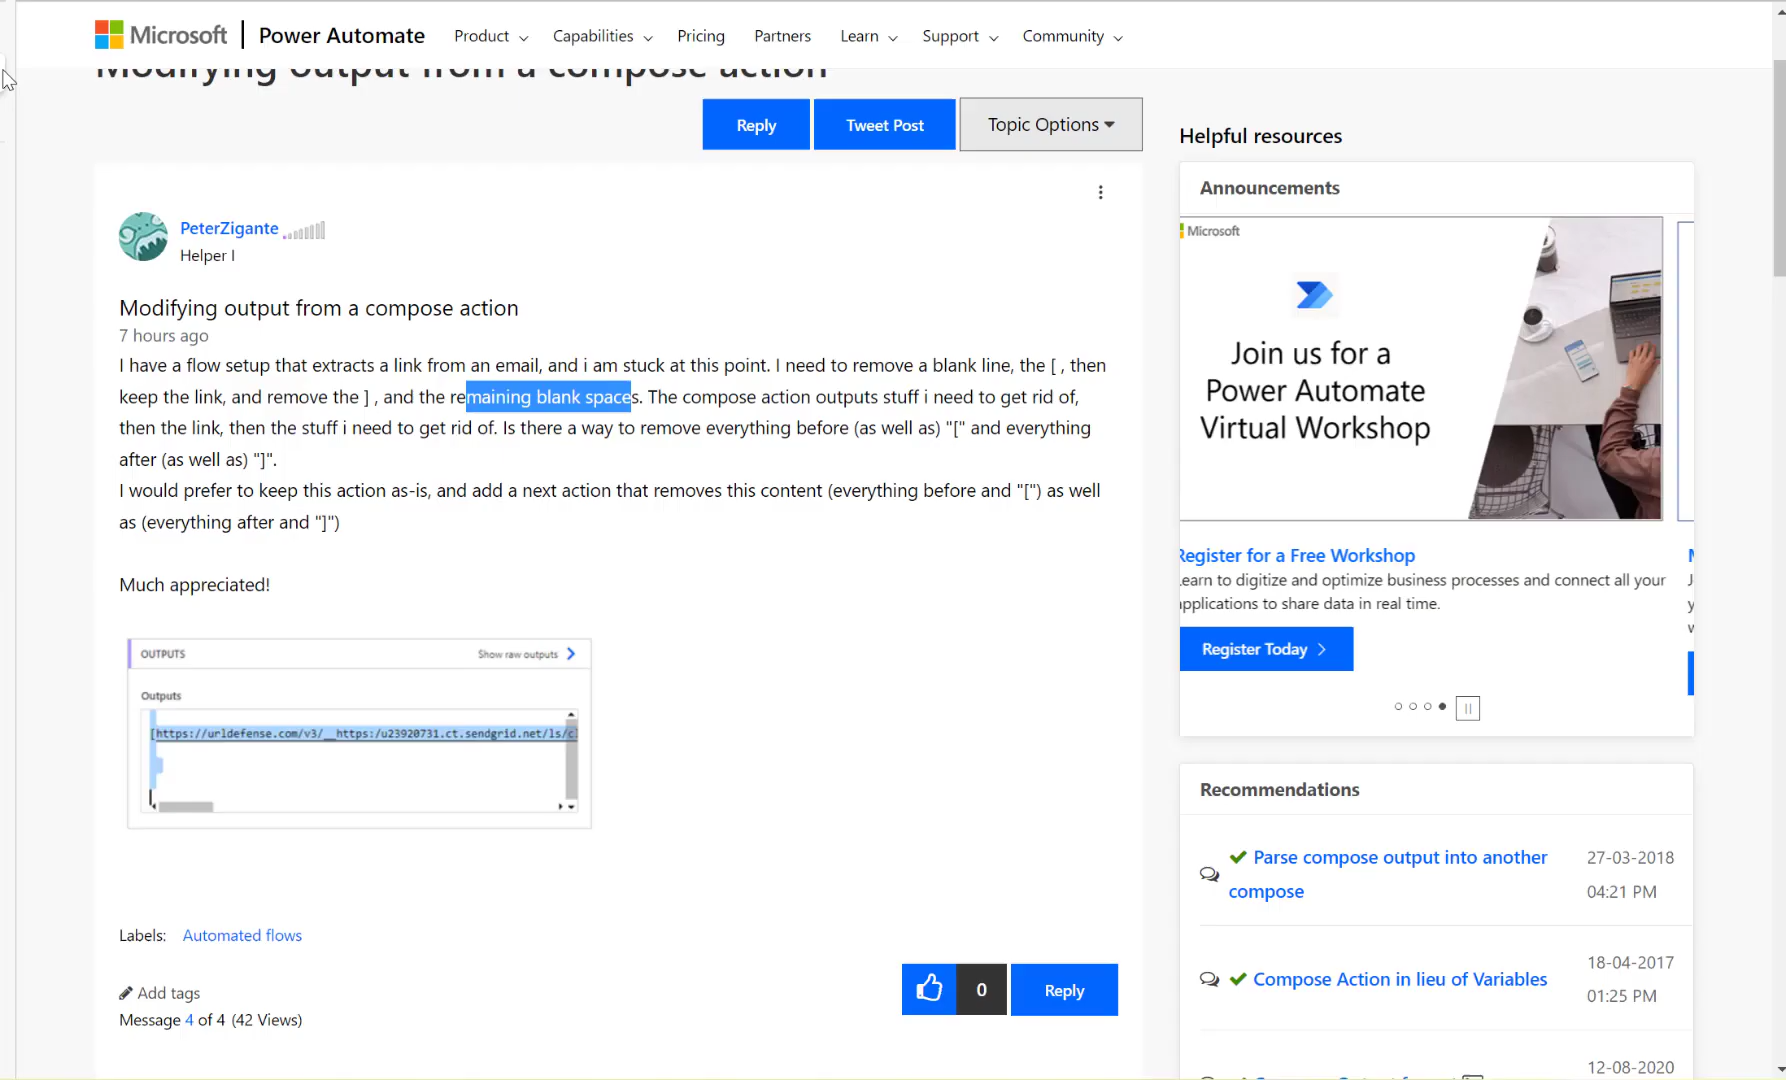 Microsoft
Power Automate
Product
Capabilities
Pricing
Partners
Learn
Support
Community
Modifying output from a compose action
Reply
Tweet Post
Topic Options
PeterZigante
Helper I
Modifying output from a compose action
7 hours ago
I have a flow setup that extracts a link from an email, and i am stuck at this point. I need to remove a blank line, the [ , then
keep the link, and remove the ] , and the remaining blank spaces. The compose action outputs stuff i need to get rid of,
then the link, then the stuff i need to get rid of. Is there a way to remove everything before (as well as) "[" and everything
after (as well as) "]".
I would prefer to keep this action as-is, and add a next action that removes this content (everything before and "[") as well
as (everything after and "]")
Much appreciated!
OUTPUTS
Show raw outputs
Outputs
[https://urldefense.com/v3/__https:/u23920731.ct.sendgrid.net/ls/c
Labels:
Automated flows
Add tags
Message 4 of 4 (42 Views)
0
Reply
Helpful resources
Announcements
Microsoft
Join us for a
Power Automate
Virtual Workshop
Register for a Free Workshop
Learn to digitize and optimize business processes and connect all your
applications to share data in real time.
Register Today
Recommendations
Parse compose output into another
compose
27-03-2018
04:21 PM
Compose Action in lieu of Variables
18-04-2017
01:25 PM
12-08-2020